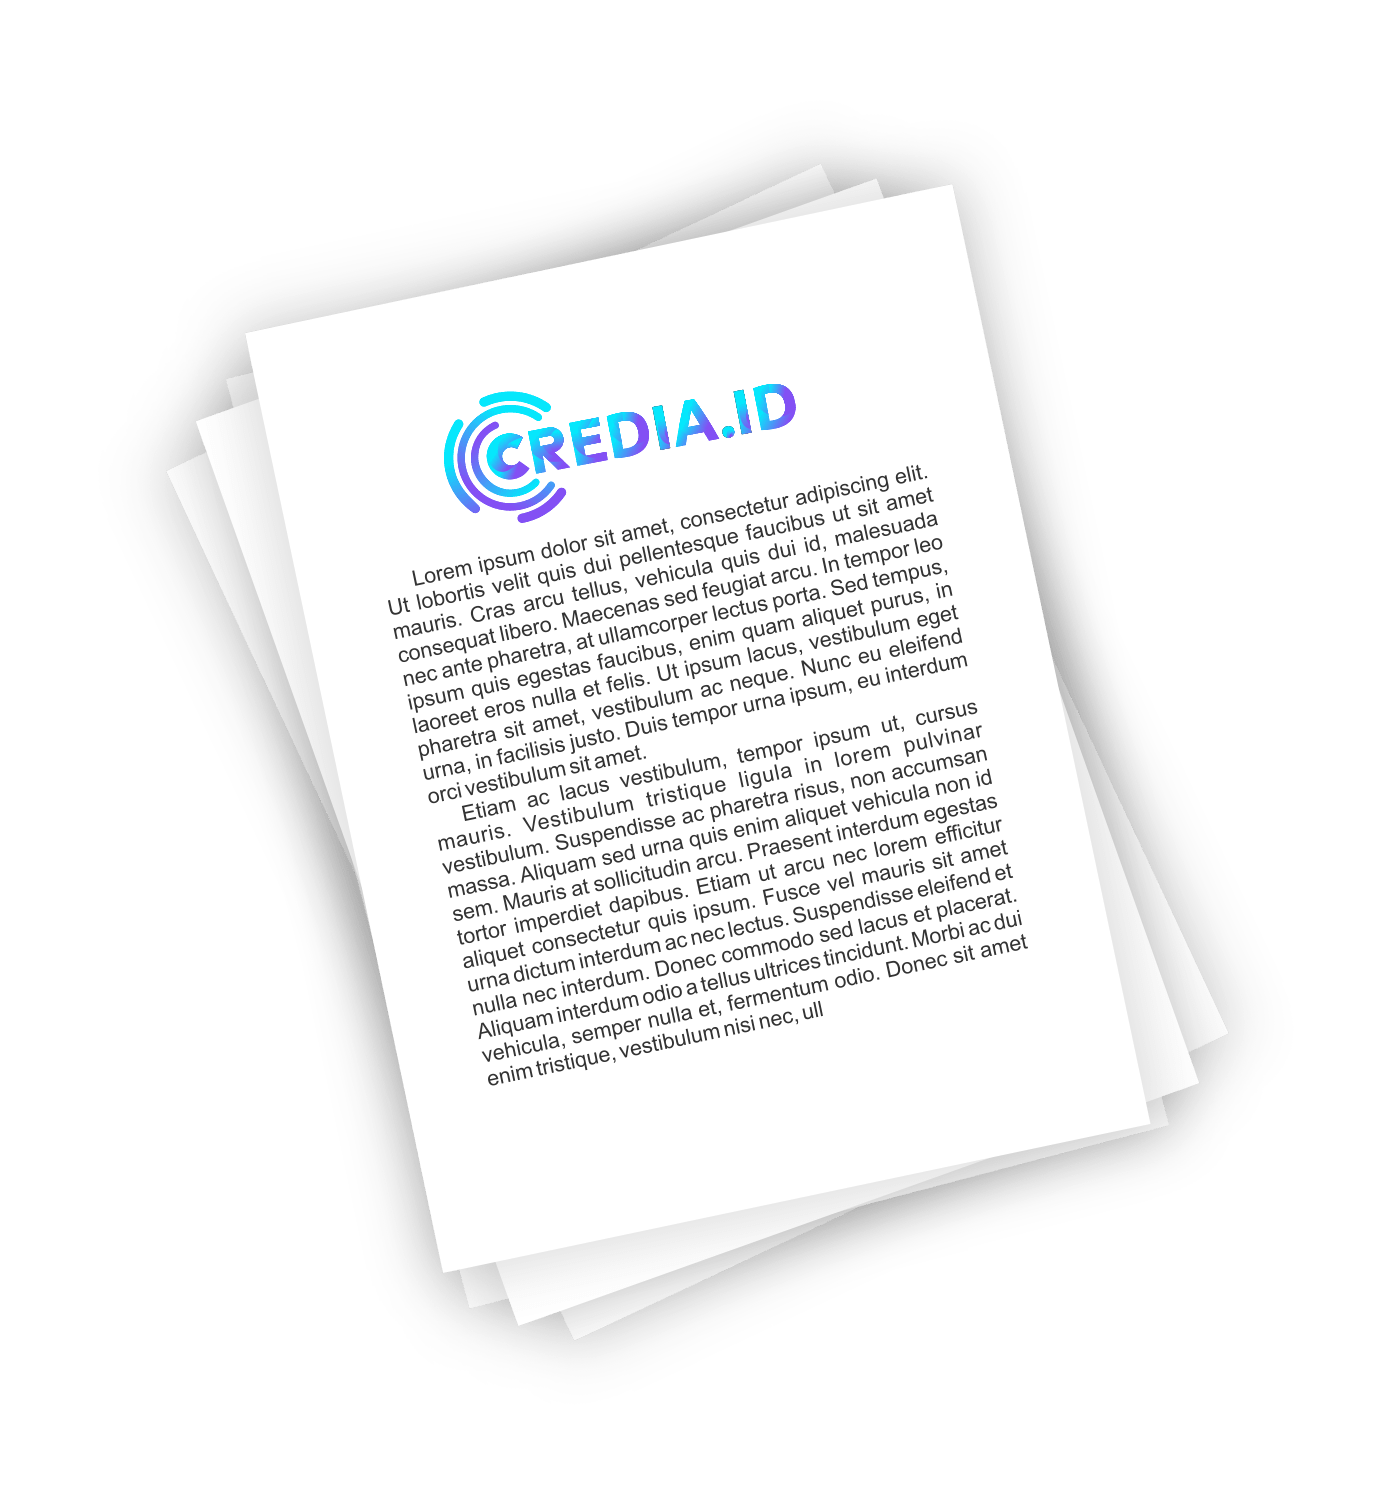 CREDIA.ID
Lorem ipsum dolor sit amet, consectetur adipiscing elit.
Ut lobortis velit quis dui pellentesque faucibus ut sit amet
mauris. Cras arcu tellus, vehicula quis dui id, malesuada
consequat libero. Maecenas sed feugiat arcu. In tempor leo
nec ante pharetra, at ullamcorper lectus porta. Sed tempus,
ipsum quis egestas faucibus, enim quam aliquet purus, in
laoreet eros nulla et felis. Ut ipsum lacus, vestibulum eget
pharetra sit amet, vestibulum ac neque. Nunc eu eleifend
urna, in facilisis justo. Duis tempor urna ipsum, eu interdum
orci vestibulum sit amet.
Etiam ac lacus vestibulum, tempor ipsum ut, cursus
mauris. Vestibulum tristique ligula in lorem pulvinar
vestibulum. Suspendisse ac pharetra risus, non accumsan
massa. Aliquam sed urna quis enim aliquet vehicula non id
sem. Mauris at sollicitudin arcu. Praesent interdum egestas
tortor imperdiet dapibus. Etiam ut arcu nec lorem efficitur
aliquet consectetur quis ipsum. Fusce vel mauris sit amet
urna dictum interdum ac nec lectus. Suspendisse eleifend et
nulla nec interdum. Donec commodo sed lacus et placerat.
Aliquam interdum odio a tellus ultrices tincidunt. Morbi ac dui
vehicula, semper nulla et, fermentum odio. Donec sit amet
enim tristique, vestibulum nisi nec, ull